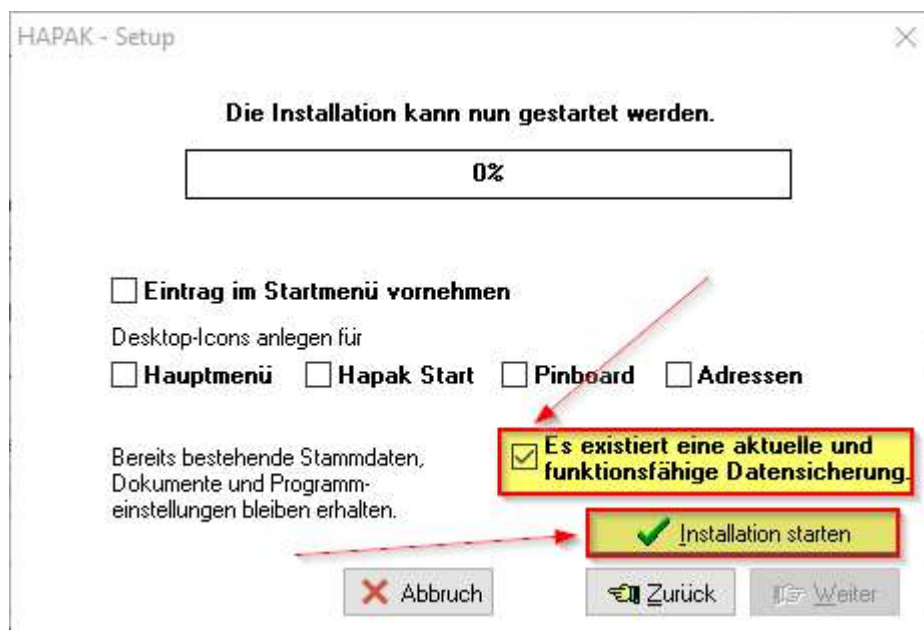 HAPAK - Setup
Die Installation kann nun gestartet werden.
0%
Eintrag im Startmenü vornehmen
Desktop-Icons anlegen für
Hauptmenü Hapak Start Pinboard Adressen
Bereits bestehende Stammdaten,
Dokumente und Programm-
einstellungen bleiben erhalten.
Es existiert eine aktuelle und
funktionsfähige Datensicherung.
Installation starten
Abbruch Zurück Weiter